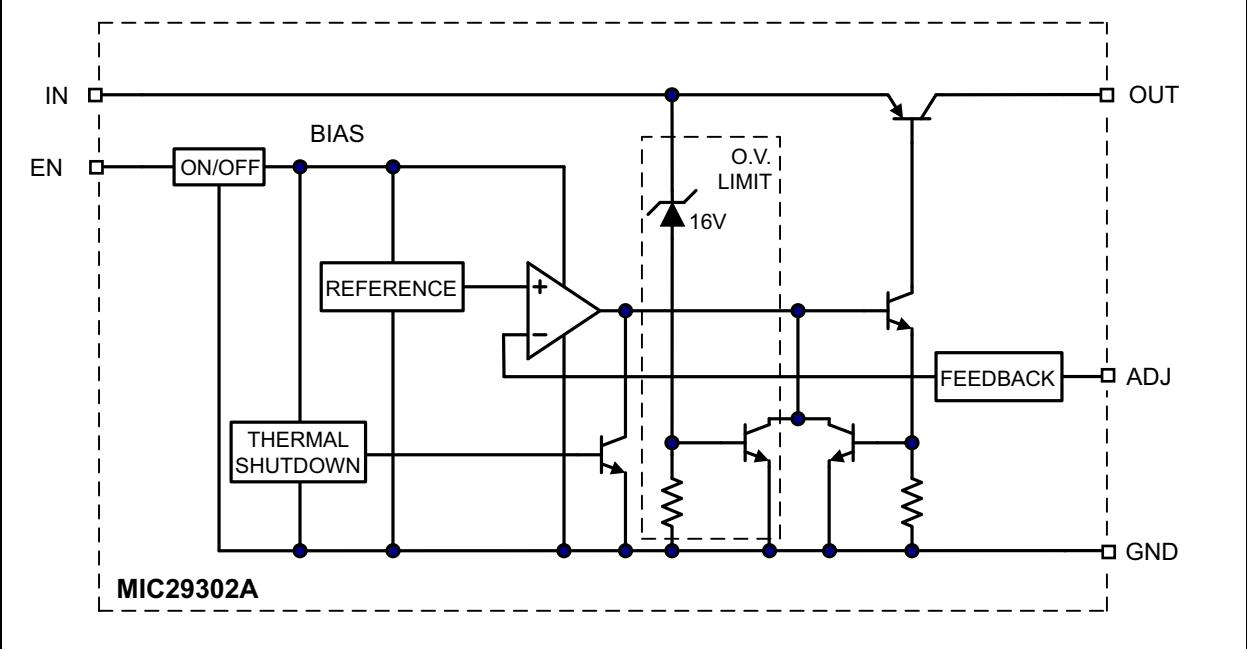 IN
OUT
BIAS
EN
ON/OFF
O.V.
LIMIT
16V
REFERENCE
+
−
FEEDBACK
ADJ
THERMAL
SHUTDOWN
GND
MIC29302A